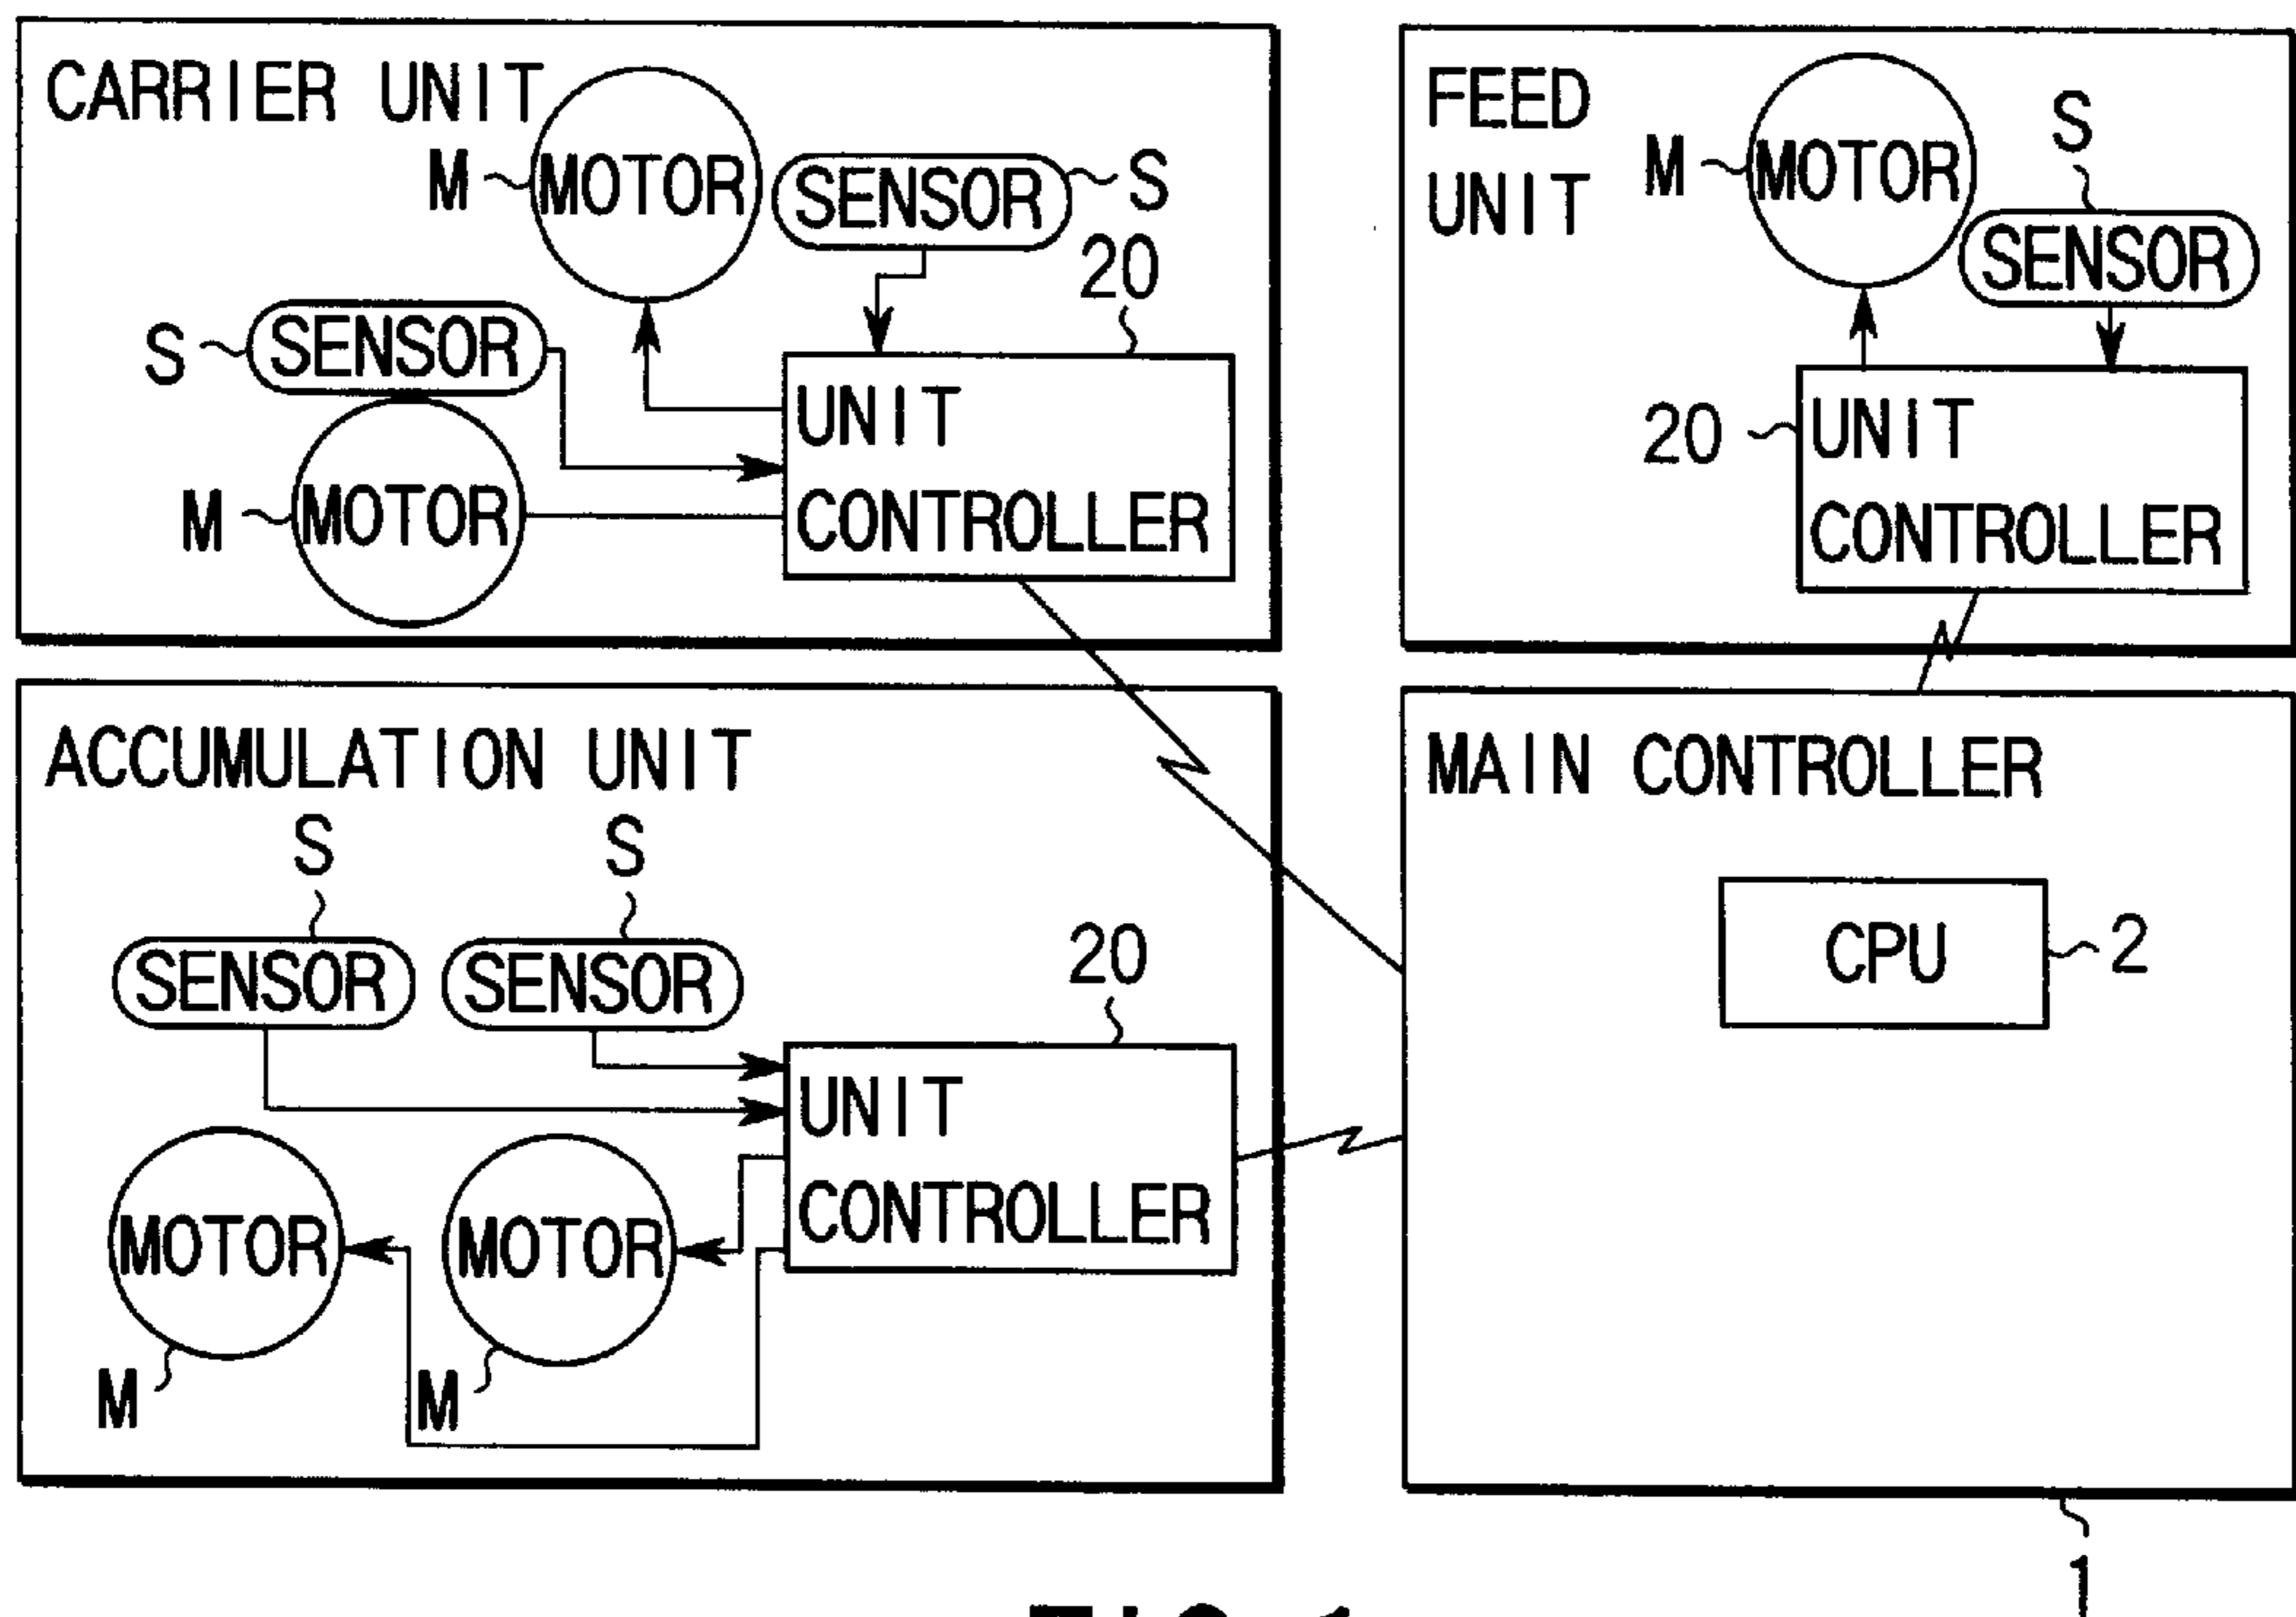 CARRIER UNIT
M MOTOR
SENSOR S
20
S SENSOR
UNIT
CONTROLLER
M MOTOR
FEED
UNIT
M MOTOR
S
SENSOR
20 UNIT
CONTROLLER
ACCUMULATION UNIT
S S
SENSOR SENSOR
20
UNIT
CONTROLLER
MOTOR MOTOR
M M
MAIN CONTROLLER
CPU 2
1